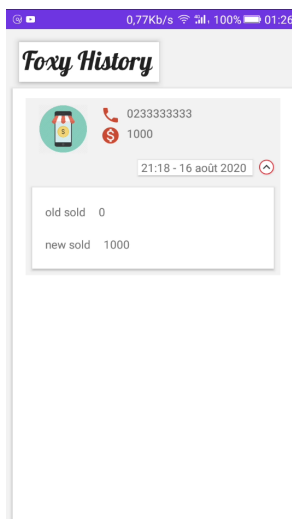 0,77Kb/s 100% 01:26
Foxy History
0233333333
1000
21:18 - 16 août 2020
old sold 0
new sold 1000